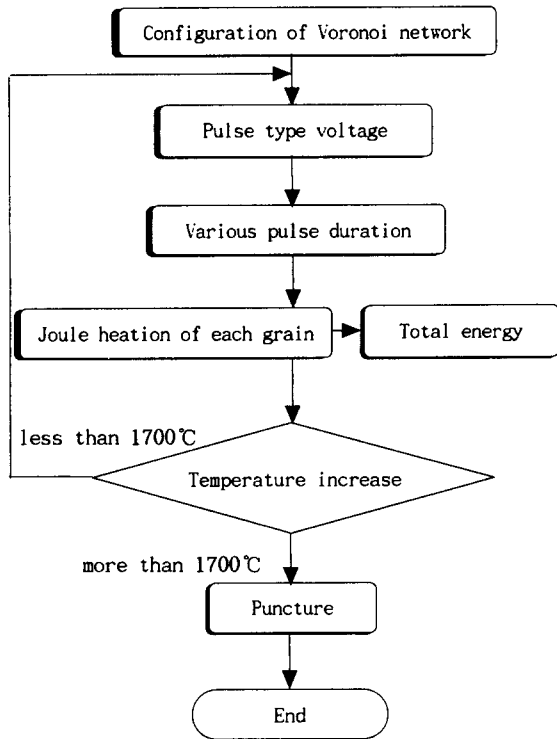 Configuration of Voronoi network
Pulse type voltage
Various pulse duration
Joule heation of each grain
Total energy
less than 1700℃
Temperature increase
more than 1700℃
Puncture
End